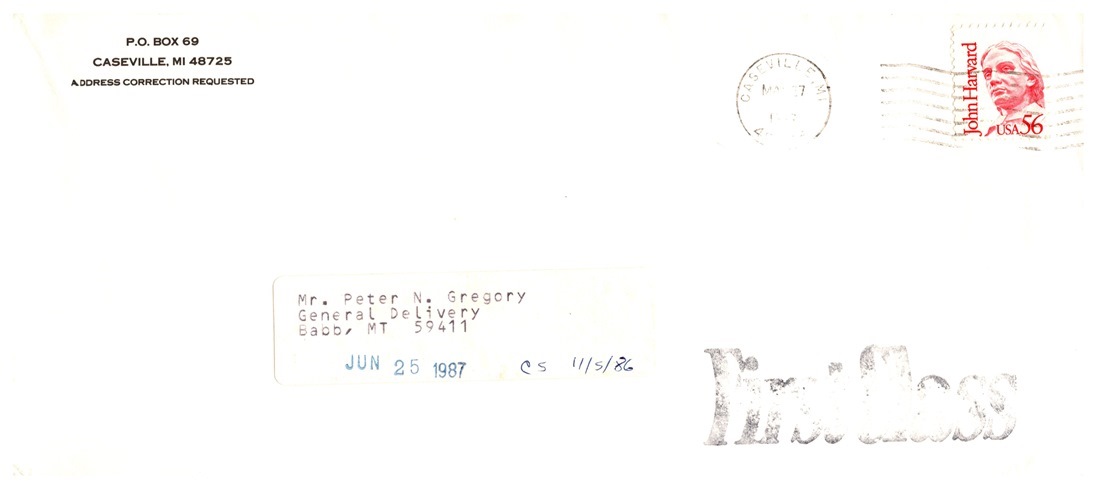 P.O. BOX 69
CASEVILLE, MI 48725
ADDRESS CORRECTION REQUESTED
CASEVILLE MI
John Harvard
USA 56
Mr. Peter N. Gregory
General Delivery
Babb, MT 59411
JUN 25 1987 CS 11/5/86
First Class